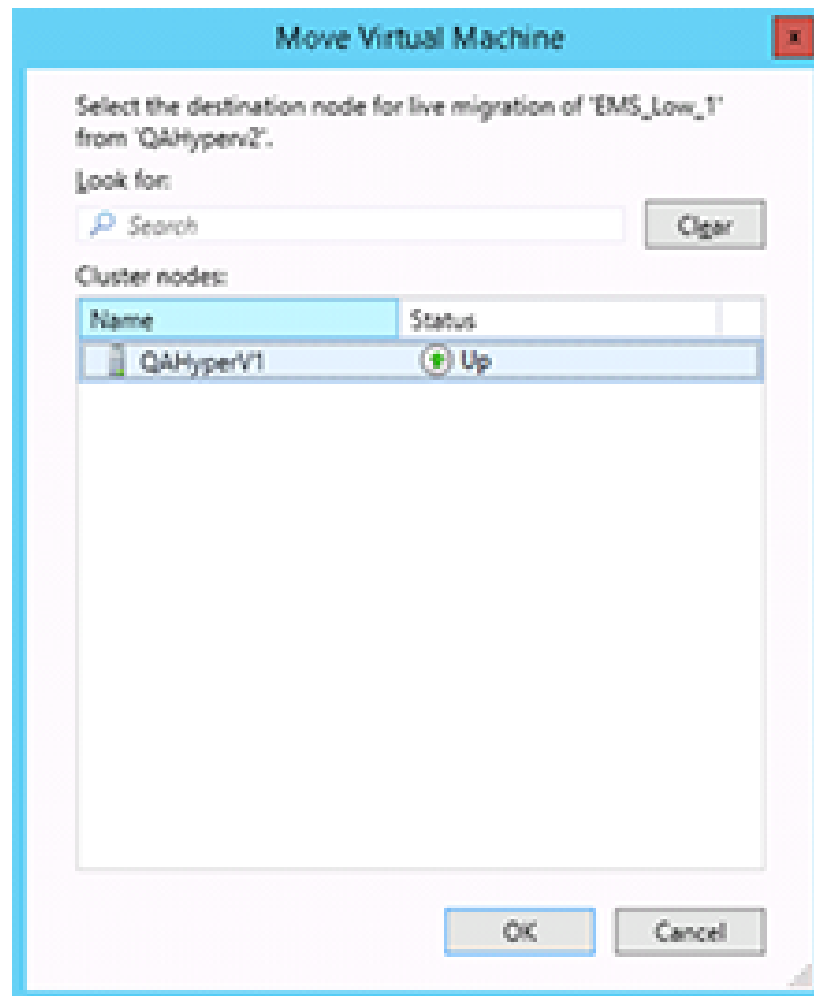 Move Virtual Machine
x
Select the destination node for live migration of 'EMS_Low_1'
from 'QAHyperv2'.
Look for:
Search
Clear
Cluster nodes:
Name Status
QAHyperV1 Up
OK Cancel